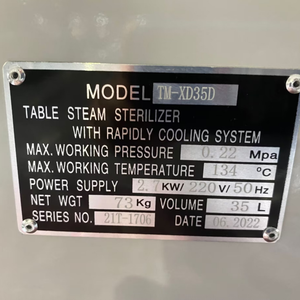 MODEL TM-XD35D
TABLE STEAM STERILIZER
WITH RAPIDLY COOLING SYSTEM
MAX. WORKING PRESSURE 0.22 Mpa
MAX. WORKING TEMPERATURE 134 °C
POWER SUPPLY 2.7 KW/ 220 V/ 50 Hz
NET WGT 73 Kg VOLUME 35 L
SERIES NO. 21T-1706 DATE 06.2022